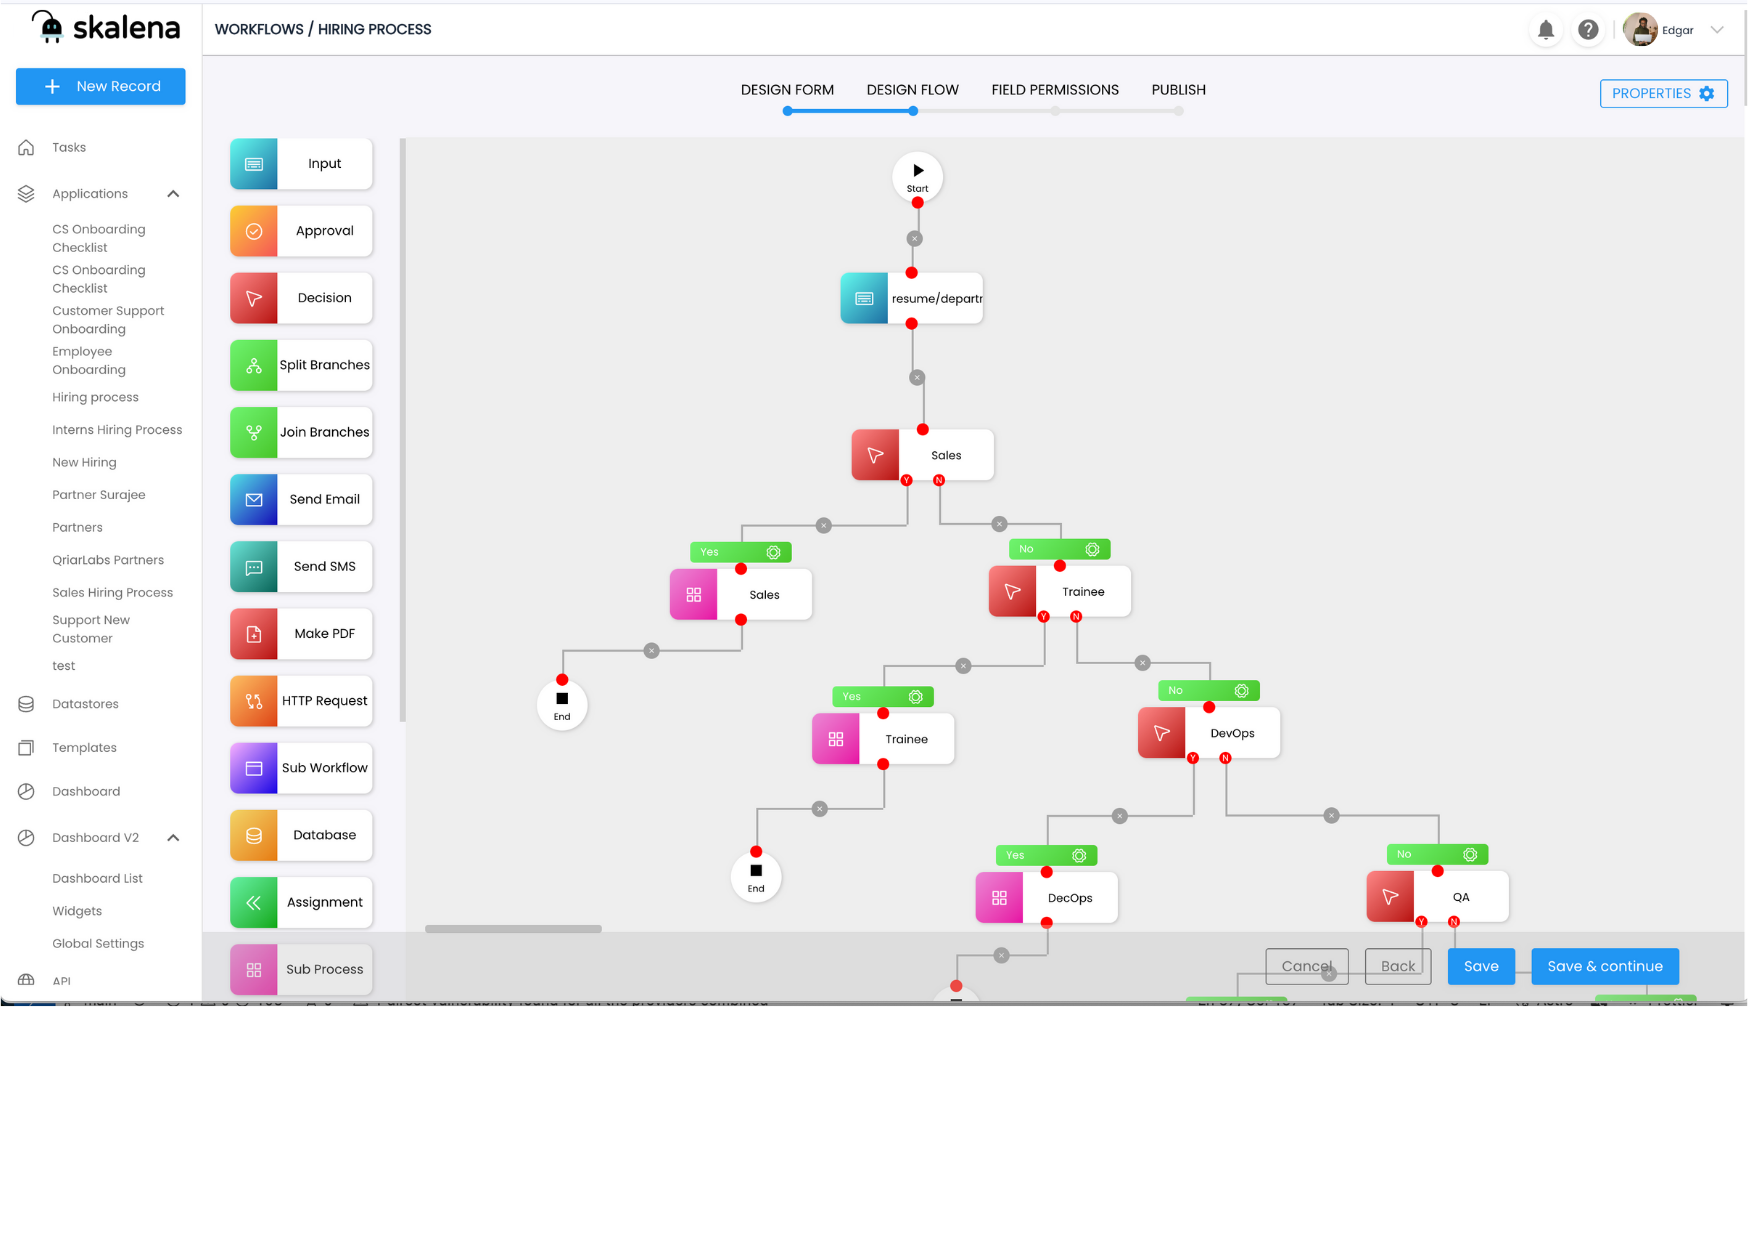 skalena
WORKFLOWS / HIRING PROCESS
Edgar
New Record
DESIGN FORM
DESIGN FLOW
FIELD PERMISSIONS
PUBLISH
PROPERTIES
Tasks
Applications
CS Onboarding
Checklist
CS Onboarding
Checklist
Customer Support
Onboarding
Employee
Onboarding
Hiring process
Interns Hiring Process
New Hiring
Partner Surajee
Partners
QriarLabs Partners
Sales Hiring Process
Support New
Customer
test
Datastores
Templates
Dashboard
Dashboard V2
Dashboard List
Widgets
Global Settings
API
Input
Approval
Decision
Split Branches
Join Branches
Send Email
Send SMS
Make PDF
HTTP Request
Sub Workflow
Database
Assignment
Sub Process
Start
resume/departr
Sales
Y
N
Yes
No
Sales
Trainee
Y
N
End
Yes
No
Trainee
DevOps
Y
N
End
Yes
No
DecOps
QA
Y
N
Cancel
Back
Save
Save & continue